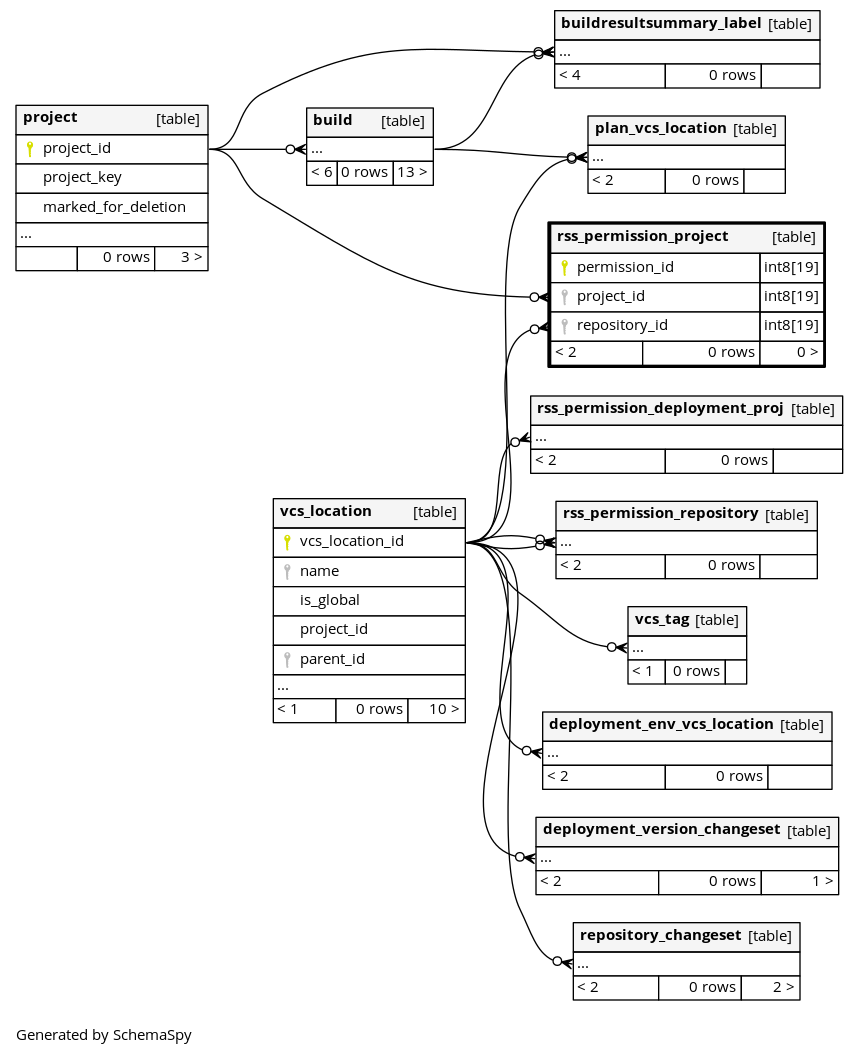 buildresultsummary_label [table]
...
< 4 0 rows
project [table]
project_id
project_key
marked_for_deletion
...
0 rows 3 >
build [table]
...
< 6 0 rows 13 >
plan_vcs_location [table]
...
< 2 0 rows
rss_permission_project [table]
permission_id int8[19]
project_id int8[19]
repository_id int8[19]
< 2 0 rows 0 >
rss_permission_deployment_proj [table]
...
< 2 0 rows
vcs_location [table]
vcs_location_id
name
is_global
project_id
parent_id
...
< 1 0 rows 10 >
rss_permission_repository [table]
...
< 2 0 rows
vcs_tag [table]
...
< 1 0 rows
deployment_env_vcs_location [table]
...
< 2 0 rows
deployment_version_changeset [table]
...
< 2 0 rows 1 >
repository_changeset [table]
...
< 2 0 rows 2 >
Generated by SchemaSpy